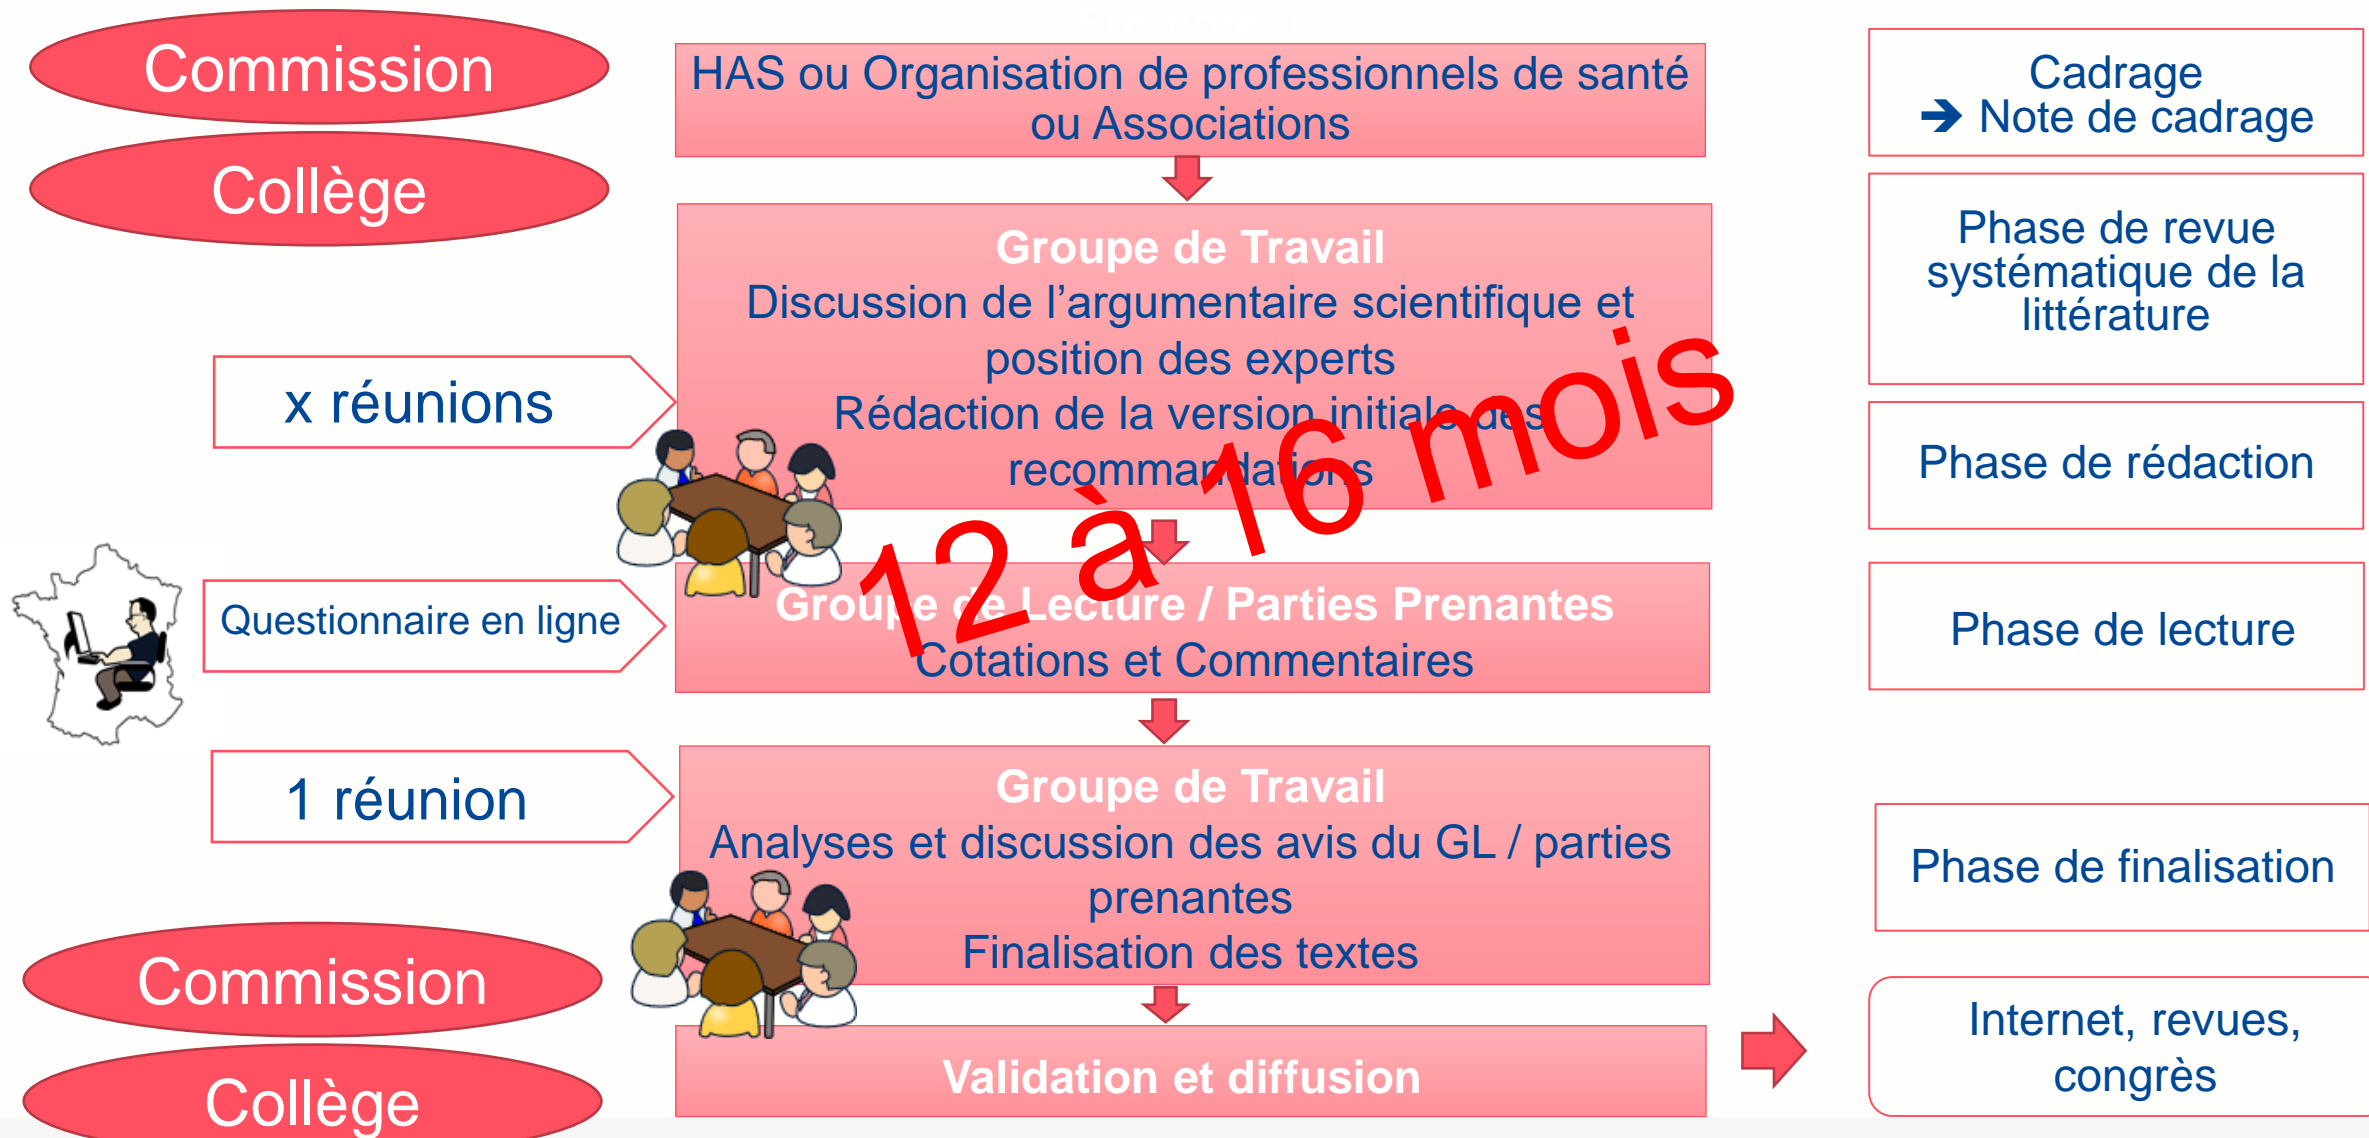 Commission
Collège
HAS ou Organisation de professionnels de santé
ou Associations
Cadrage
➔ Note de cadrage
Groupe de Travail
Discussion de l’argumentaire scientifique et
position des experts
Rédaction de la version initiale des
recommandations
x réunions
Phase de revue
systématique de la
littérature
Phase de rédaction
12 à 16 mois
Questionnaire en ligne
Groupe de Lecture / Parties Prenantes
Cotations et Commentaires
Phase de lecture
1 réunion
Groupe de Travail
Analyses et discussion des avis du GL / parties
prenantes
Finalisation des textes
Phase de finalisation
Commission
Collège
Validation et diffusion
Internet, revues,
congrès